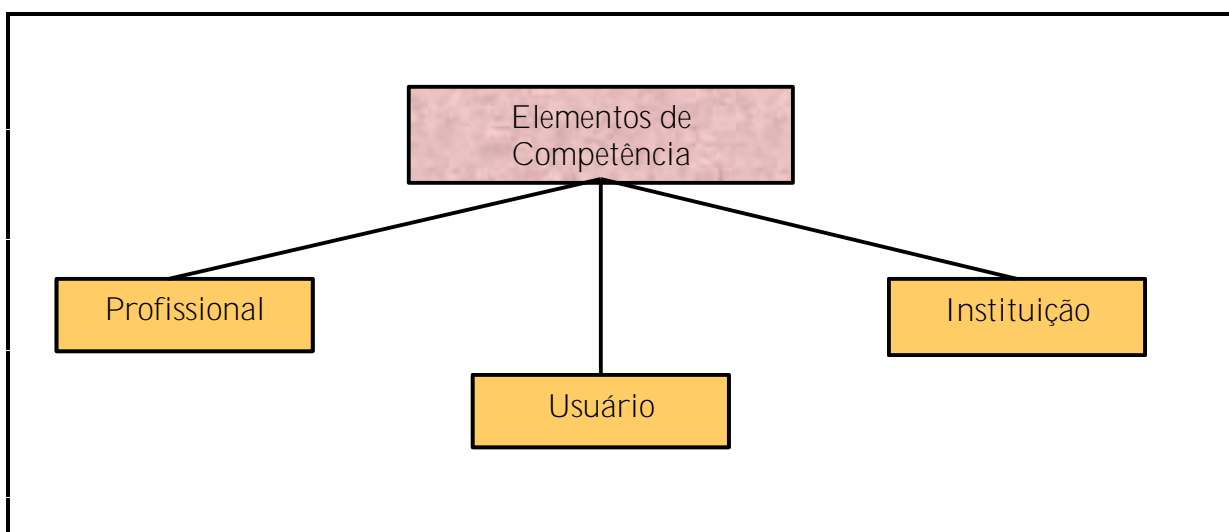 Elementos de
Competência
Profissional
Instituição
Usuário